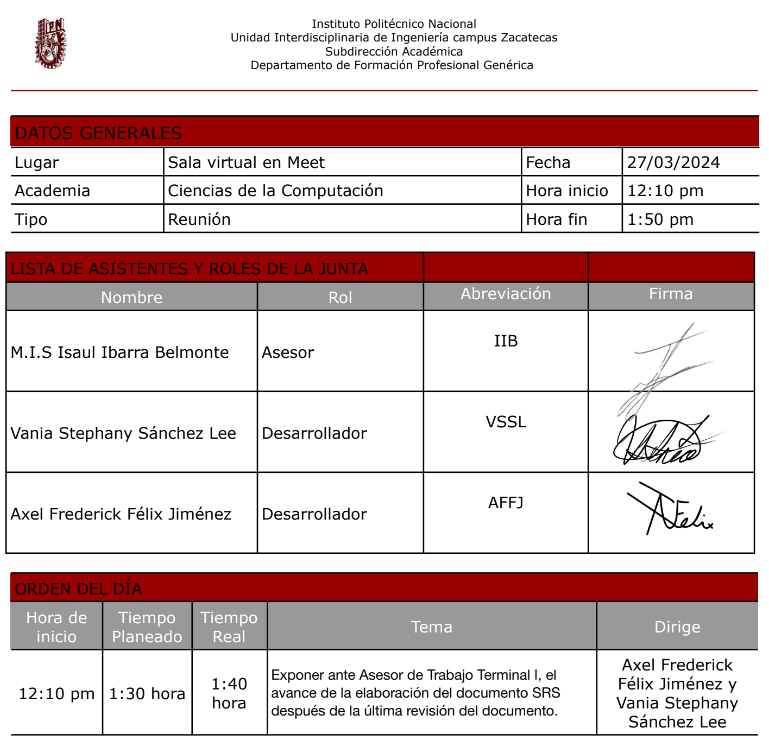 IPN
Instituto Politécnico Nacional
Unidad Interdisciplinaria de Ingeniería campus Zacatecas
Subdirección Académica
Departamento de Formación Profesional Genérica
DATOS GENERALES
Lugar Sala virtual en Meet Fecha 27/03/2024
Academia Ciencias de la Computación Hora inicio 12:10 pm
Tipo Reunión Hora fin 1:50 pm
LISTA DE ASISTENTES Y ROLES DE LA JUNTA
Nombre Rol Abreviación Firma
M.I.S Isaul Ibarra Belmonte Asesor IIB
Vania Stephany Sánchez Lee Desarrollador VSSL
Axel Frederick Félix Jiménez Desarrollador AFFJ
AFelix
ORDEN DEL DÍA
Hora de inicio Tiempo Planeado Tiempo Real Tema Dirige
12:10 pm 1:30 hora 1:40 hora
Exponer ante Asesor de Trabajo Terminal I, el
avance de la elaboración del documento SRS
después de la última revisión del documento.
Axel Frederick
Félix Jiménez y
Vania Stephany
Sánchez Lee